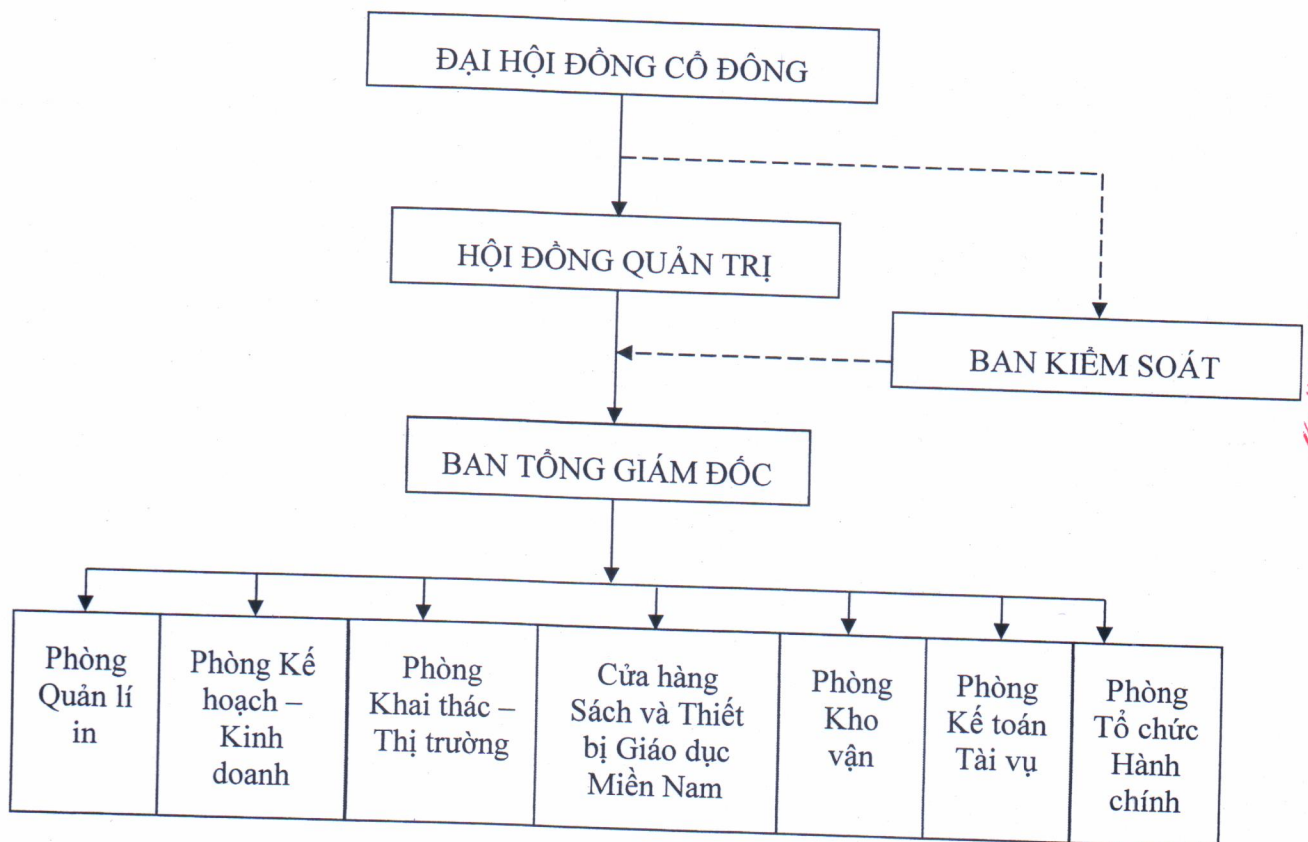 ĐẠI HỘI ĐỒNG CỔ ĐÔNG
HỘI ĐỒNG QUẢN TRỊ
BAN KIỂM SOÁT
BAN TỔNG GIÁM ĐỐC
Phòng
Quản lí
in
Phòng Kế
hoạch –
Kinh
doanh
Phòng
Khai thác –
Thị trường
Cửa hàng
Sách và Thiết
bị Giáo dục
Miền Nam
Phòng
Kho
vận
Phòng
Kế toán
Tài vụ
Phòng
Tổ chức
Hành
chính